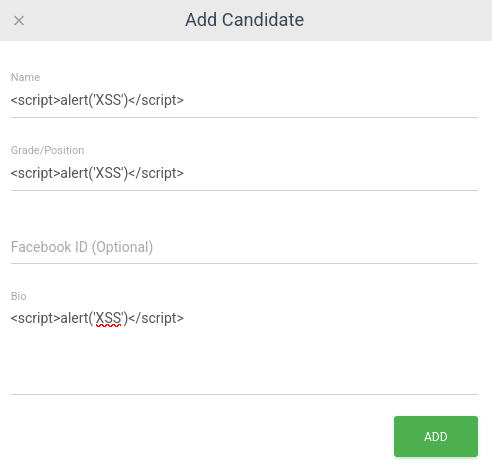 Add Candidate
Name
<script>alert('XSS')</script>
Grade/Position
<script>alert('XSS')</script>
Facebook ID (Optional)
Bio
<script>alert('XSS')</script>
ADD